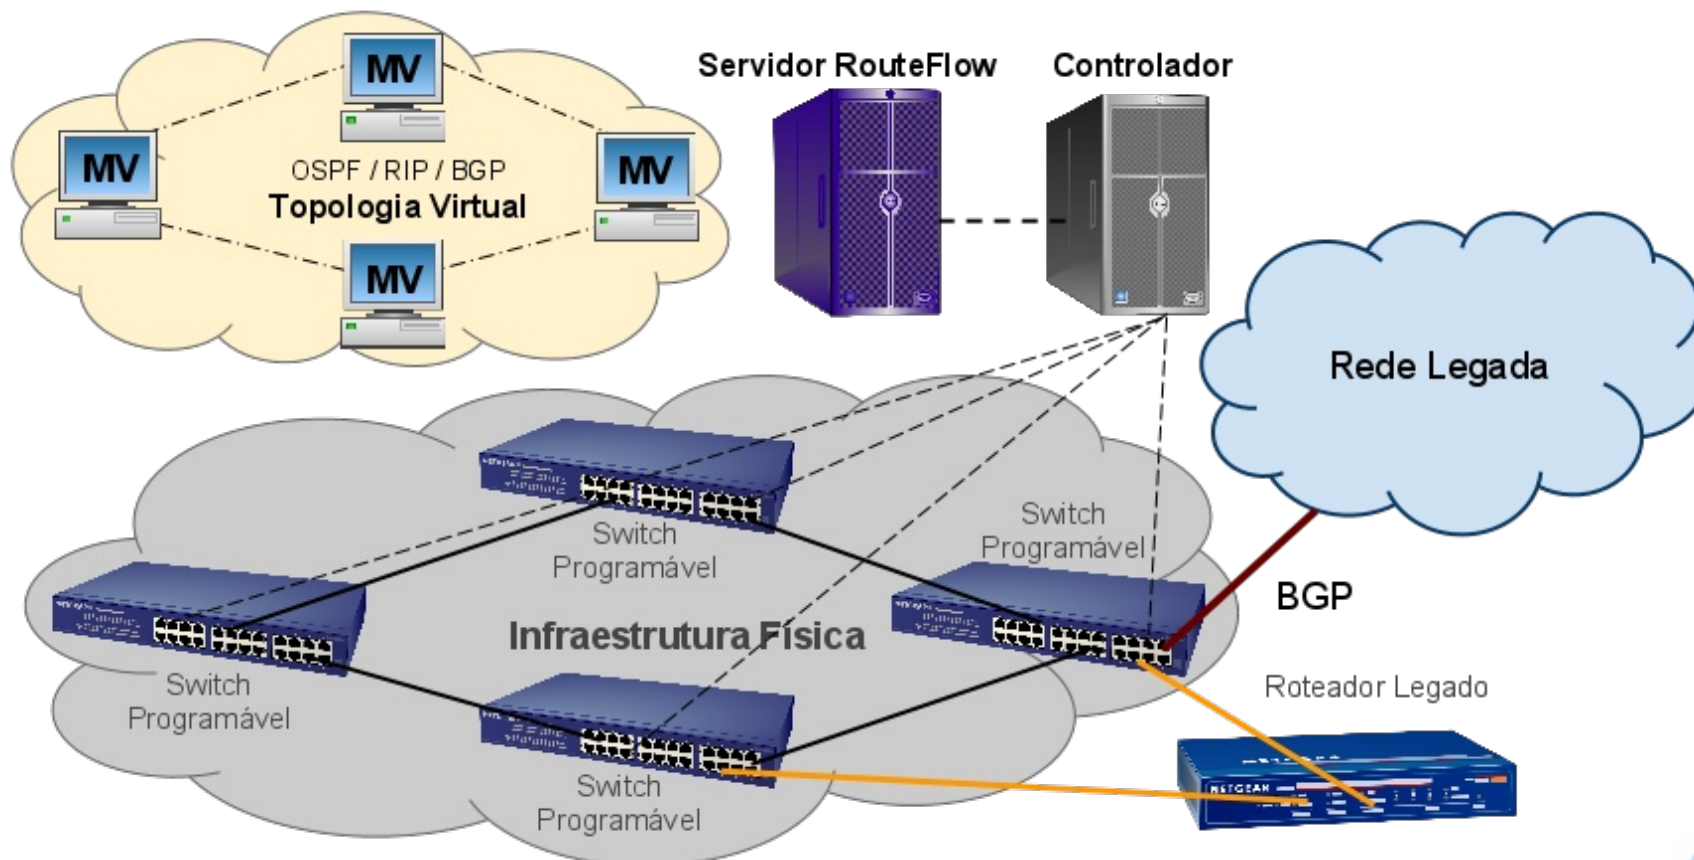 MV
MV
MV
MV
OSPF / RIP / BGP
Topologia Virtual
Servidor RouteFlow
Controlador
Rede Legada
Switch
Programável
Switch
Programável
Switch
Programável
Switch
Programável
Infraestrutura Física
BGP
Roteador Legado
NETGEAR